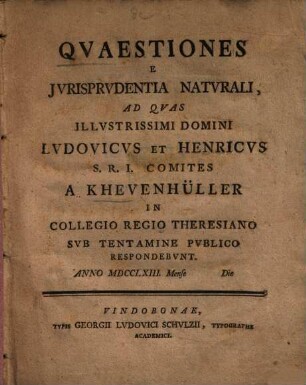 QVAESTIONES
E
JVRISPRVDENTIA NATVRALI,
AD QVAS
ILLVSTRISSIMI DOMINI
LVDOVICVS ET HENRICVS
S. R. I. COMITES
A KHEVENHÜLLER
IN
COLLEGIO REGIO THERESIANO
SVB TENTAMINE PVBLICO
RESPONDEBVNT.
ANNO MDCCLXIII. Mense Die
VINDOBONAE,
TYPIS GEORGII LVDOVICI SCHVLZII, TYPOGRAPHI
ACADEMICI.